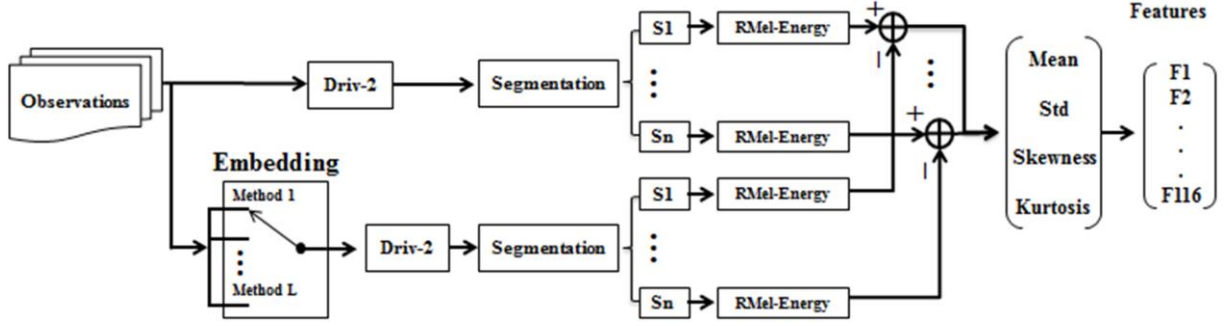 Features
S1
RMel-Energy
+
−
⋮
Observations
Driv-2
Segmentation
⋮
Sn
RMel-Energy
+
−
Mean
Std
Skewness
Kurtosis
F1
F2
.
.
.
F116
Embedding
Method 1
⋮
Method L
Driv-2
Segmentation
S1
RMel-Energy
⋮
Sn
RMel-Energy